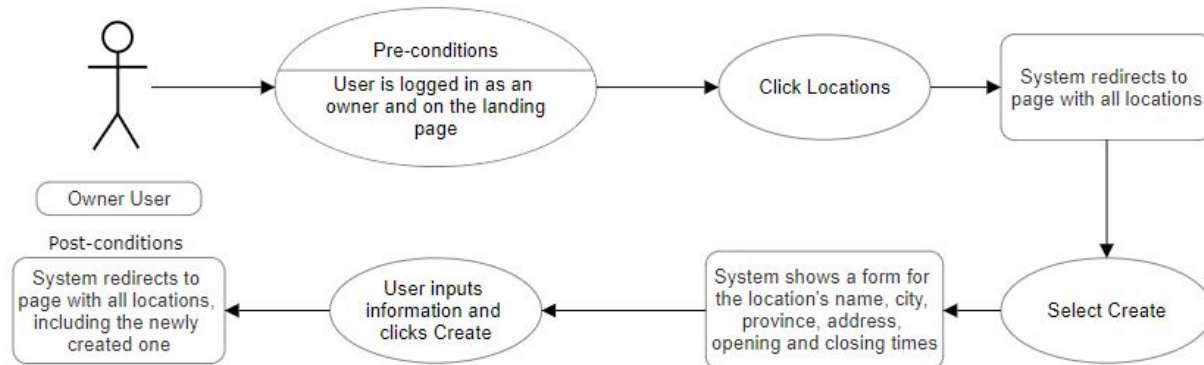 Pre-conditions
User is logged in as an
owner and on the landing
page
Click Locations
System redirects to
page with all locations
Owner User
Select Create
System shows a form for
the location's name, city,
province, address,
opening and closing times
User inputs
information and
clicks Create
Post-conditions
System redirects to
page with all locations,
including the newly
created one